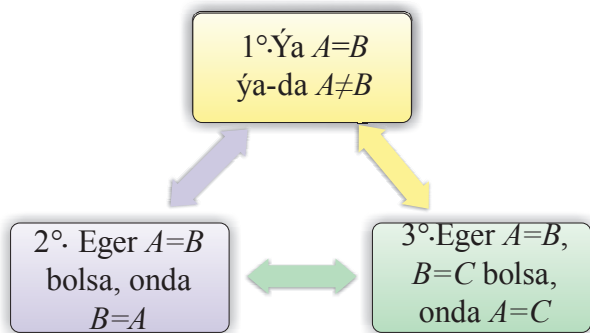 1°·Ýa A=B
ýa-da A≠B
2°· Eger A=B
bolsa, onda
B=A
3°·Eger A=B,
B=C bolsa,
onda A=C